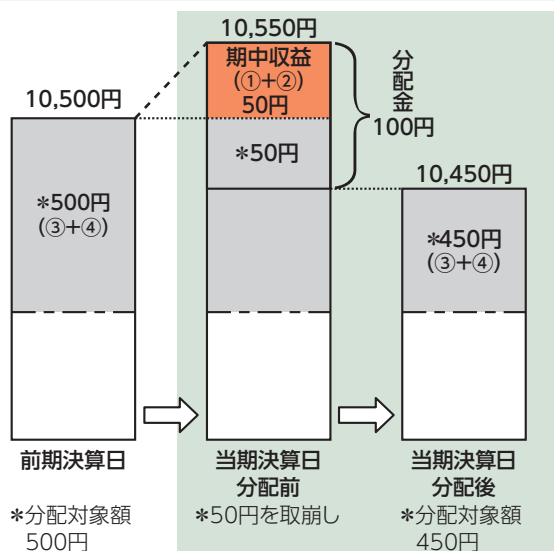 10,550円
期中収益
(①+②)
50円
分配金
100円
10,500円
*50円
10,450円
*500円
(③+④)
*450円
(③+④)
前期決算日
当期決算日
分配前
当期決算日
分配後
*分配対象額
500円
*50円を取崩し
*分配対象額
450円